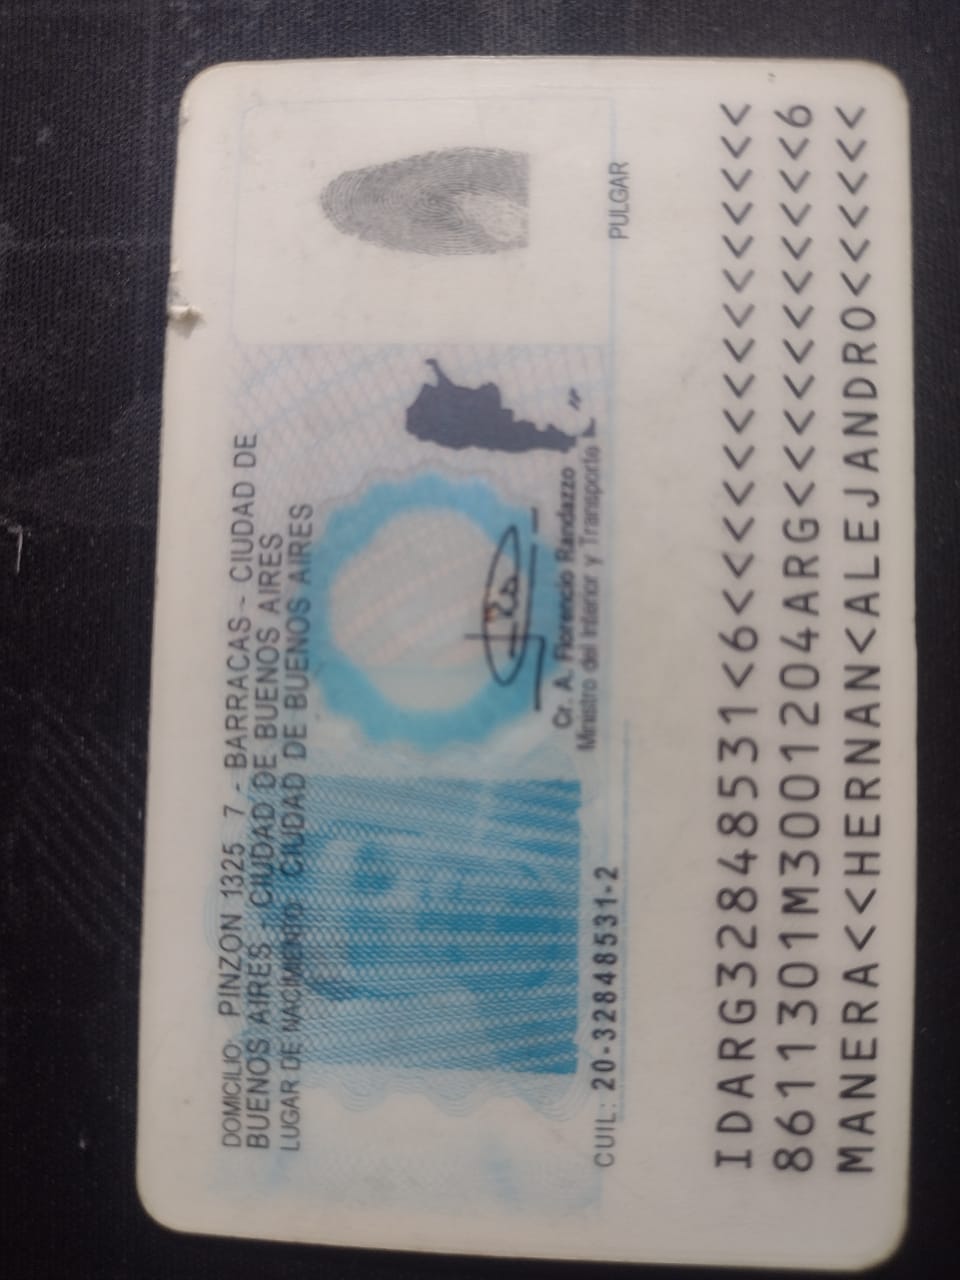 DOMICILIO: PINZON 1325 7 - BARRACAS - CIUDAD DE
BUENOS AIRES - CIUDAD DE BUENOS AIRES
LUGAR DE NACIMIENTO: CIUDAD DE BUENOS AIRES
Cr. A. Florencio Randazzo
Ministro del Interior y Transporte
PULGAR
CUIL: 20-32848531-2
IDARG32848531<6<<<<<<<<<<<<<<<
8611301M3001204ARG<<<<<<<<<<<6
MANERA<<HERNAN<ALEJANDRO<<<<<<